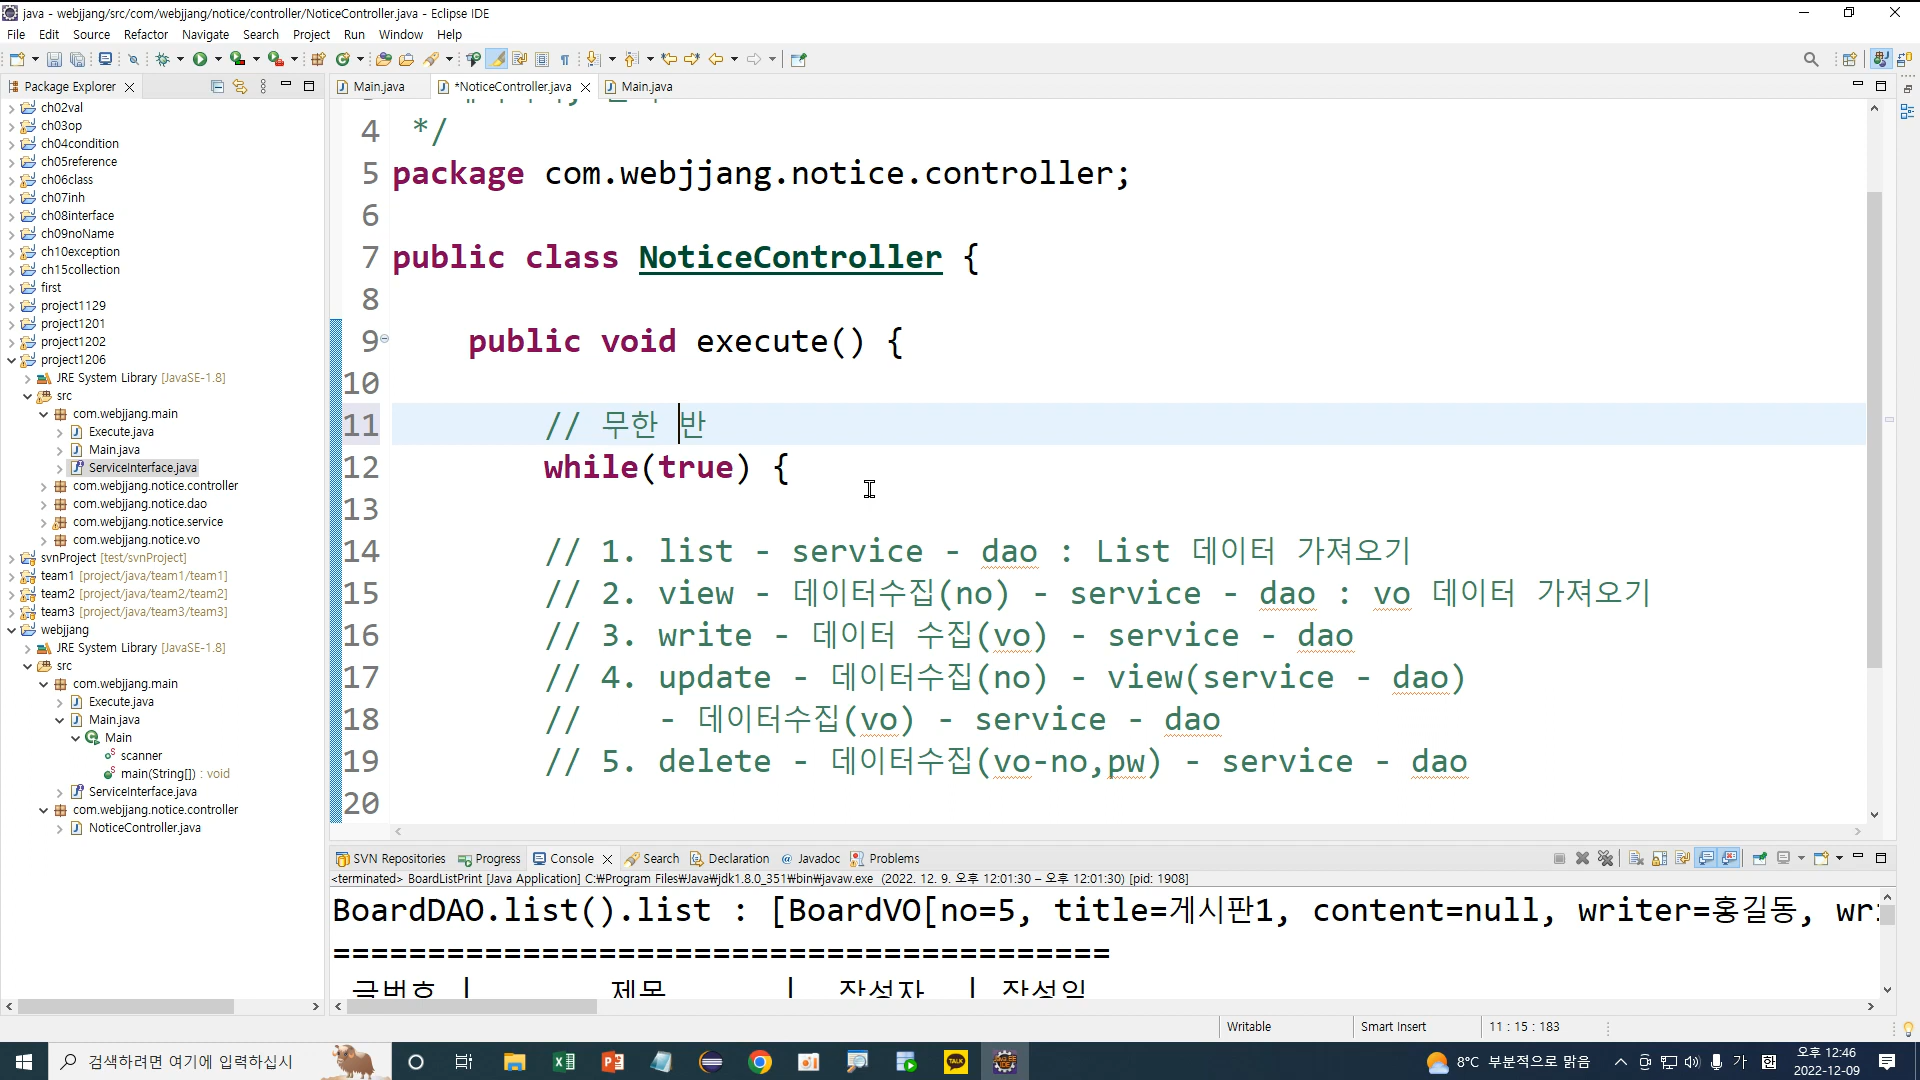 java - webjjang/src/com/webjjang/notice/controller/NoticeController.java - Eclipse IDE
File Edit Source Refactor Navigate Search Project Run Window Help
Package Explorer
Main.java
*NoticeController.java
Main.java
ch02val
ch03op
ch04condition
ch05reference
ch06class
ch07inh
ch08interface
ch09noName
ch10exception
ch15collection
first
project1129
project1201
project1202
project1206
JRE System Library [JavaSE-1.8]
src
com.webjjang.main
Execute.java
Main.java
ServiceInterface.java
com.webjjang.notice.controller
com.webjjang.notice.dao
com.webjjang.notice.service
com.webjjang.notice.vo
svnProject [test/svnProject]
team1 [project/java/team1/team1]
team2 [project/java/team2/team2]
team3 [project/java/team3/team3]
webjjang
JRE System Library [JavaSE-1.8]
src
com.webjjang.main
Execute.java
Main.java
Main
scanner
main(String[]) : void
ServiceInterface.java
com.webjjang.notice.controller
NoticeController.java
4 */
5 package com.webjjang.notice.controller;
6
7 public class NoticeController {
8
9 public void execute() {
10
11 // 무한 반
12 while(true) {
13
14 // 1. list - service - dao : List 데이터 가져오기
15 // 2. view - 데이터수집(no) - service - dao : vo 데이터 가져오기
16 // 3. write - 데이터 수집(vo) - service - dao
17 // 4. update - 데이터수집(no) - view(service - dao)
18 // - 데이터수집(vo) - service - dao
19 // 5. delete - 데이터수집(vo-no,pw) - service - dao
20
SVN Repositories Progress Console Search Declaration Javadoc Problems
<terminated> BoardListPrint [Java Application] C:₩Program Files₩Java₩jdk1.8.0_351₩bin₩javaw.exe (2022. 12. 9. 오후 12:01:30 – 오후 12:01:30) [pid: 1908]
BoardDAO.list().list : [BoardVO[no=5, title=게시판1, content=null, writer=홍길동, wri
=========================================
글번호 | 제목 | 작성자 | 작성일
Writable Smart Insert 11 : 15 : 183
검색하려면 여기에 입력하십시
TALK
8°C 부분적으로 맑음
가
오후 12:46
2022-12-09